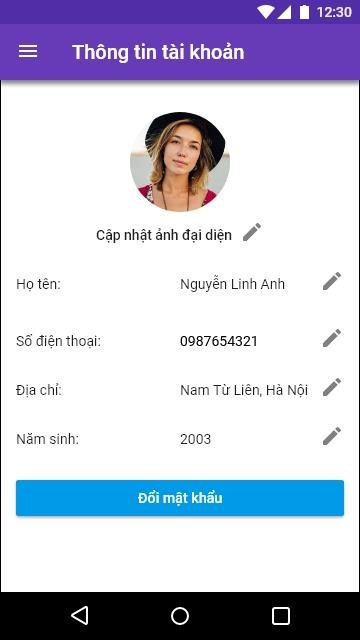 12:30
Thông tin tài khoản
Cập nhật ảnh đại diện
Họ tên: Nguyễn Linh Anh
Số điện thoại: 0987654321
Địa chỉ: Nam Từ Liên, Hà Nội
Năm sinh: 2003
Đổi mật khẩu